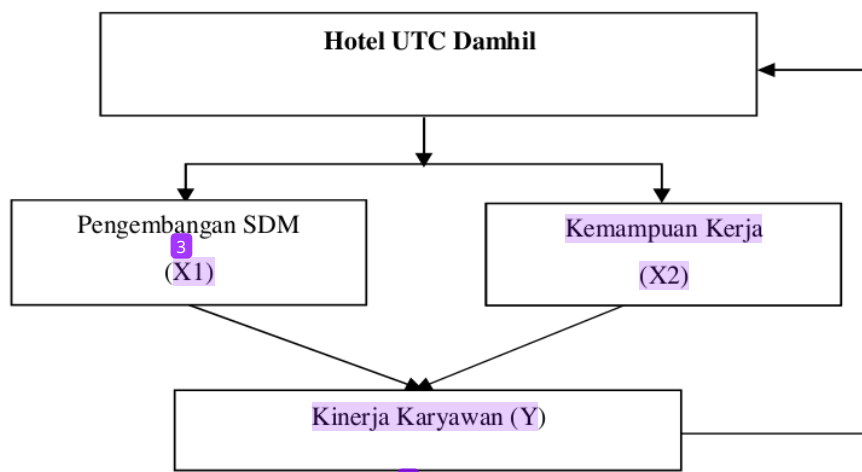 Hotel UTC Damhil
Pengembangan SDM
3
(X1)
Kemampuan Kerja
(X2)
Kinerja Karyawan (Y)